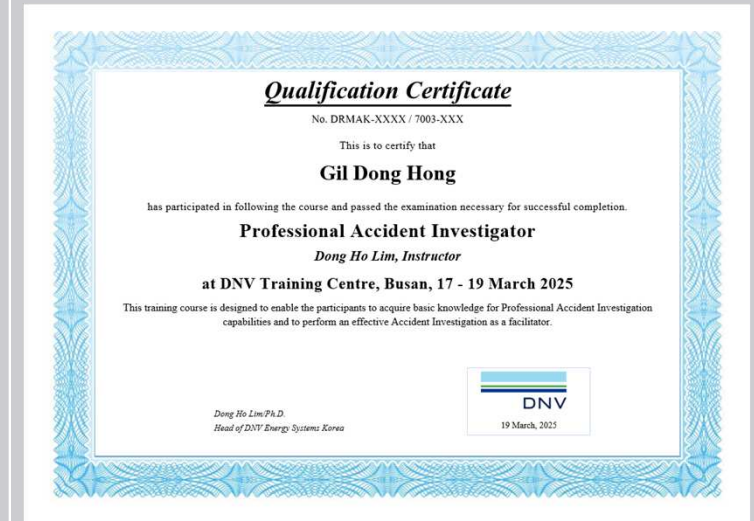 Qualification Certificate
No. DRMAK-XXXX / 7003-XXX
This is to certify that
Gil Dong Hong
has participated in following the course and passed the examination necessary for successful completion.
Professional Accident Investigator
Dong Ho Lim, Instructor
at DNV Training Centre, Busan, 17 - 19 March 2025
This training course is designed to enable the participants to acquire basic knowledge for Professional Accident Investigation
capabilities and to perform an effective Accident Investigation as a facilitator.
Dong Ho Lim/Ph.D.
Head of DNV Energy Systems Korea
DNV
19 March, 2025